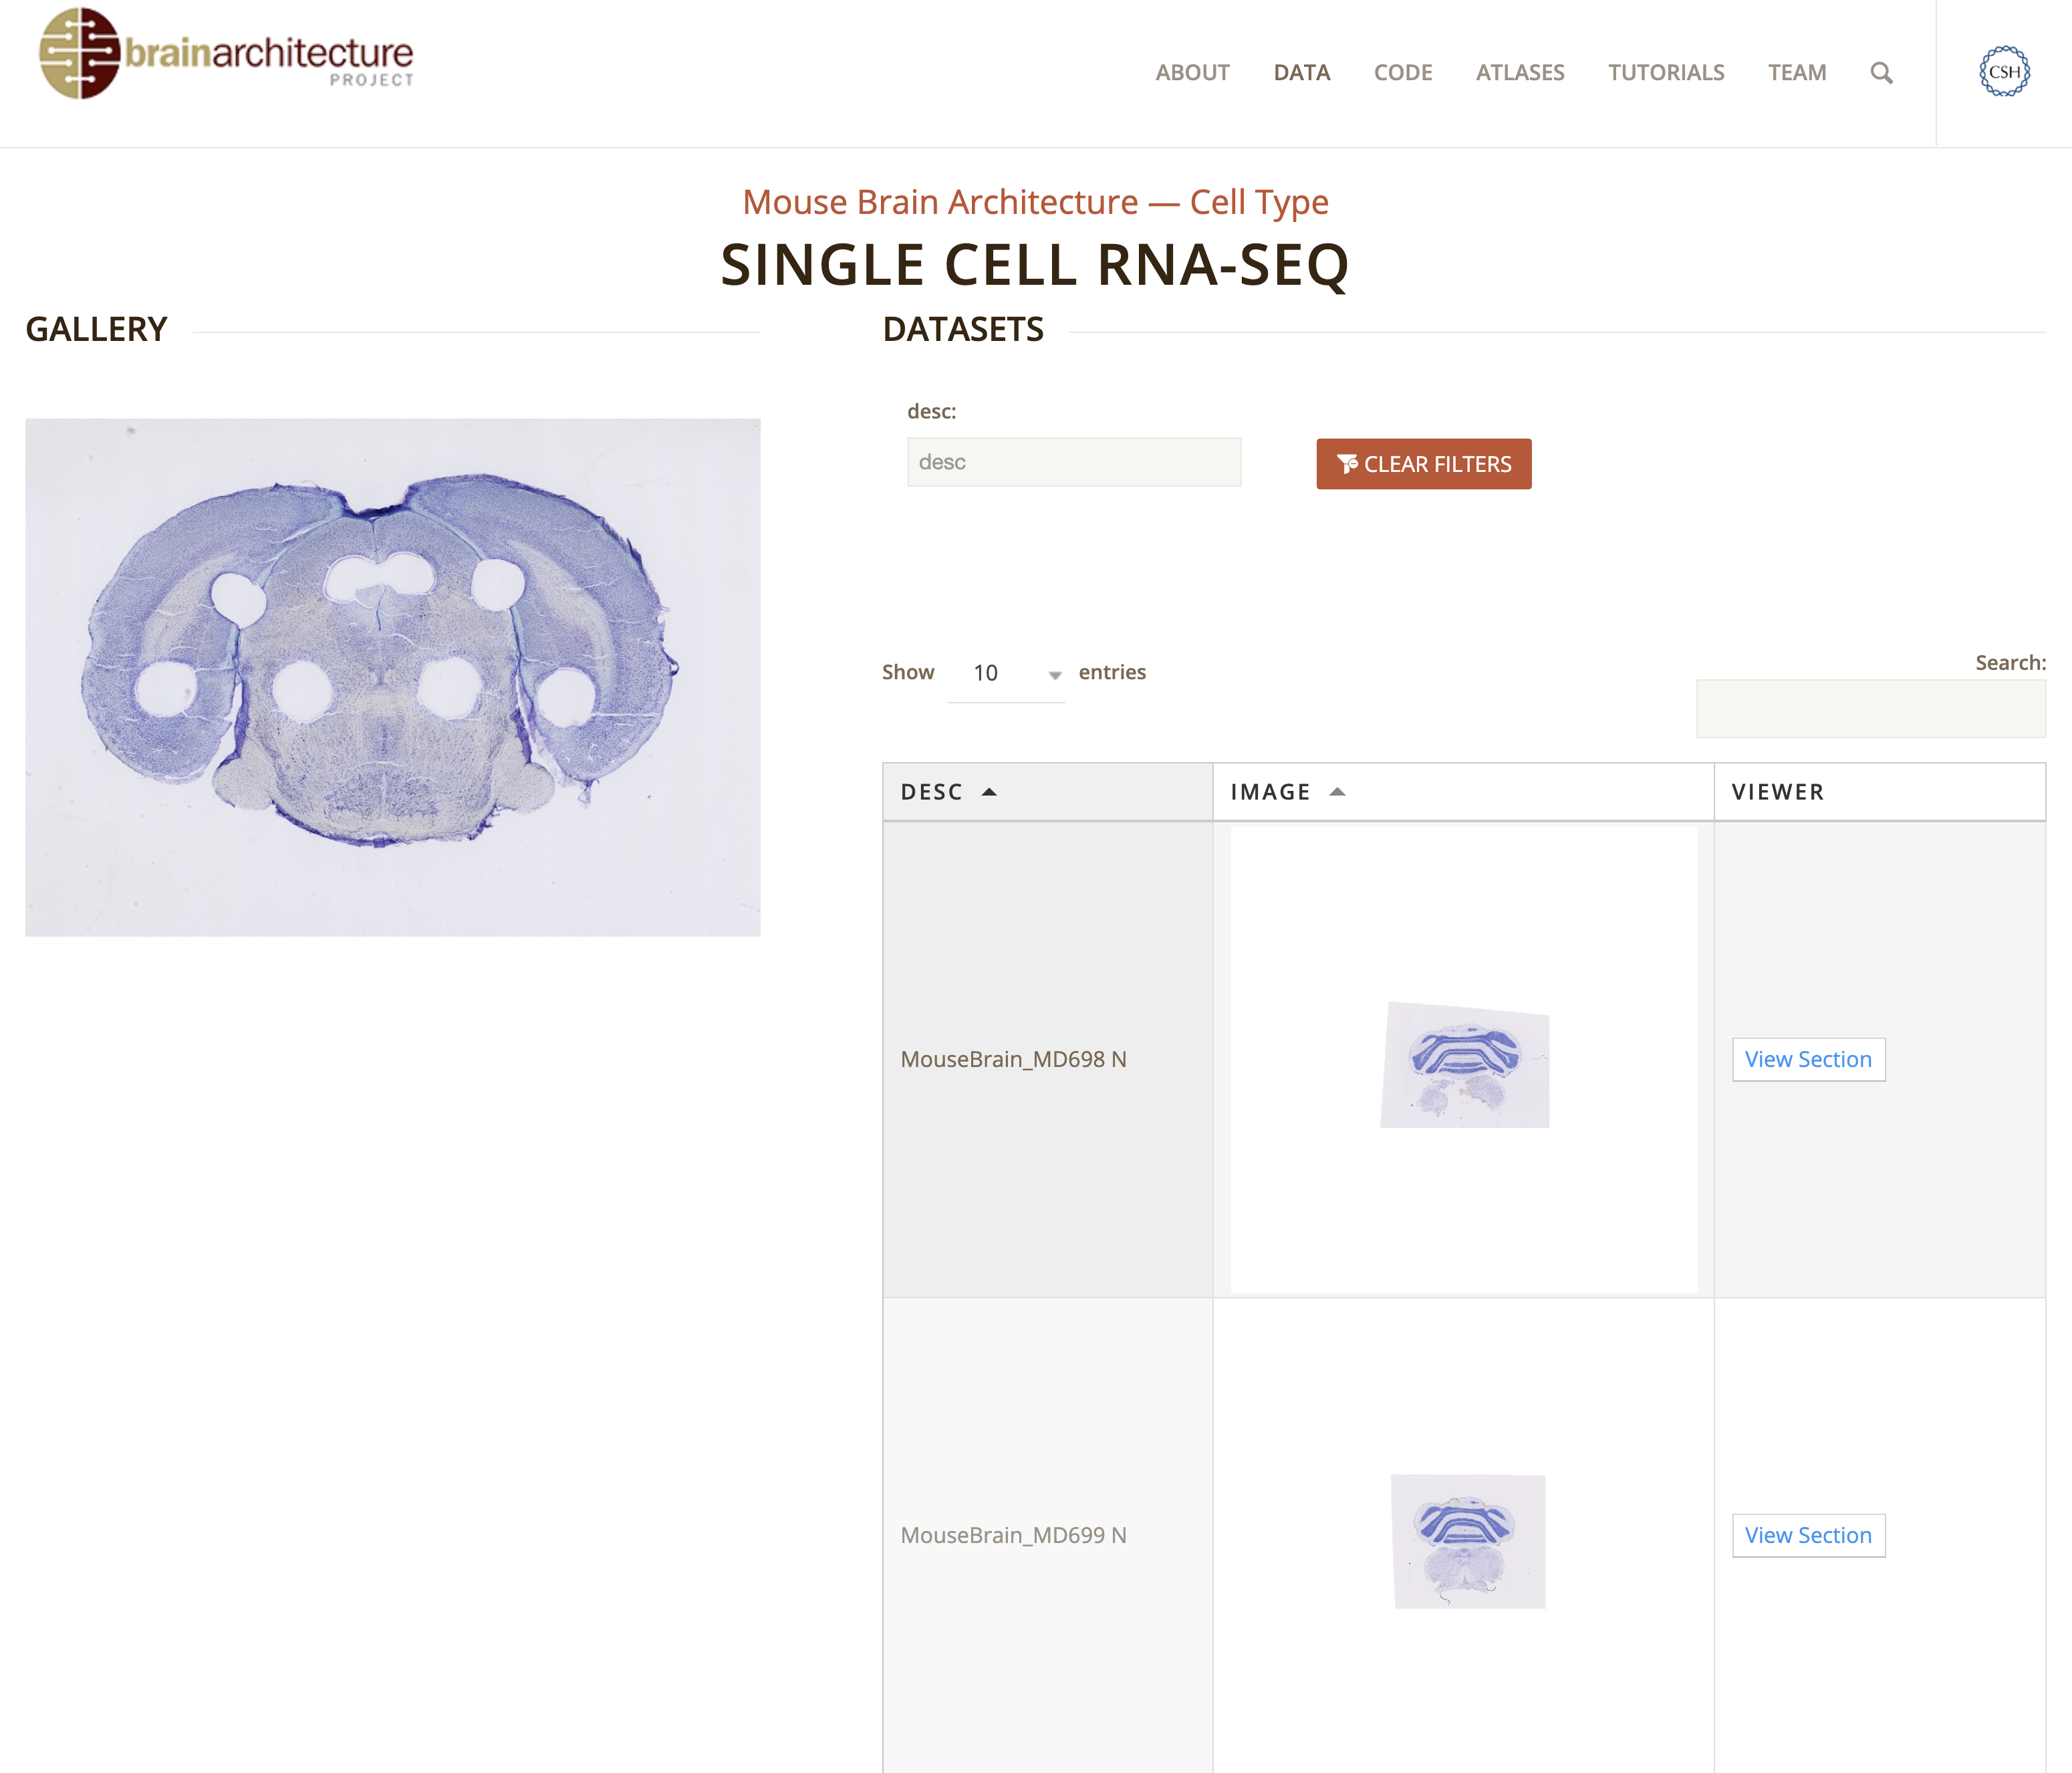 brainarchitecture
PROJECT
ABOUT DATA CODE ATLASES TUTORIALS TEAM
CSH
Mouse Brain Architecture — Cell Type
SINGLE CELL RNA-SEQ
GALLERY
DATASETS
desc:
desc
CLEAR FILTERS
Show 10 entries
Search:
DESC IMAGE VIEWER
MouseBrain_MD698 N
View Section
MouseBrain_MD699 N
View Section